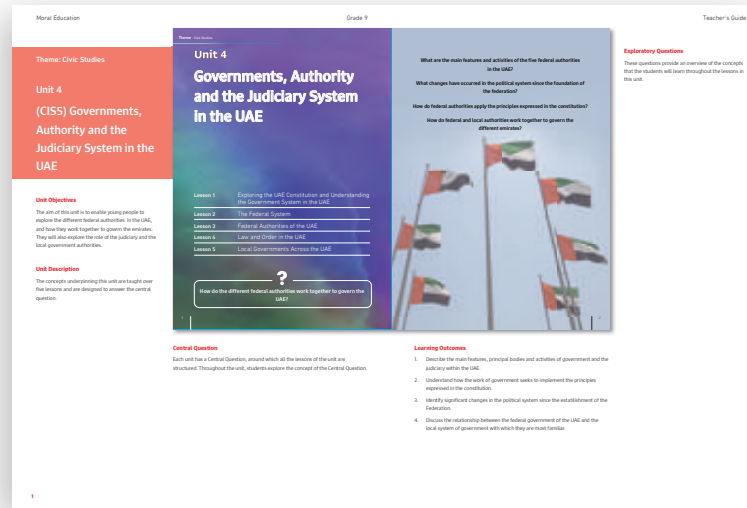 Moral Education
Grade 9
Teacher's Guide
Theme: Civic Studies
Unit 4
(CIS5) Governments,
Authority and the
Judiciary System in the
UAE
Unit Objectives
The aim of this unit is to enable young people to
explore the different federal authorities in the UAE,
and how they work together to govern the emirates.
They will also explore the role of the judiciary and the
local government authorities.
Unit Description
The concepts underpinning this unit are taught over
five lessons and are designed to answer the central
question.
Theme Civic Studies
Unit 4
Governments, Authority
and the Judiciary System
in the UAE
Lesson 1 Exploring the UAE Constitution and Understanding
the Government System in the UAE
Lesson 2 The Federal System
Lesson 3 Federal Authorities of the UAE
Lesson 4 Law and Order in the UAE
Lesson 5 Local Governments Across the UAE
?
How do the different federal authorities work together to govern the
UAE?
1
What are the main features and activities of the five federal authorities
in the UAE?
What changes have occurred in the political system since the foundation of
the federation?
How do federal authorities apply the principles expressed in the constitution?
How do federal and local authorities work together to govern the
different emirates?
2
Exploratory Questions
These questions provide an overview of the concepts
that the students will learn throughout the lessons in
this unit.
Central Question
Each unit has a Central Question, around which all the lessons of the unit are
structured. Throughout the unit, students explore the concept of the Central Question.
Learning Outcomes
1. Describe the main features, principal bodies and activities of government and the
judiciary within the UAE.
2. Understand how the work of government seeks to implement the principles
expressed in the constitution.
3. Identify significant changes in the political system since the establishment of the
Federation.
4. Discuss the relationship between the federal government of the UAE and the
local system of government with which they are most familiar.
1